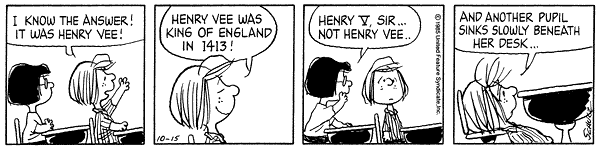 I KNOW THE ANSWER!
IT WAS HENRY VEE!
HENRY VEE WAS
KING OF ENGLAND
IN 1413!
10-15
HENRY V, SIR...
NOT HENRY VEE..
© 1985 United Feature Syndicate, Inc.
AND ANOTHER PUPIL
SINKS SLOWLY BENEATH
HER DESK...
SCHULZ